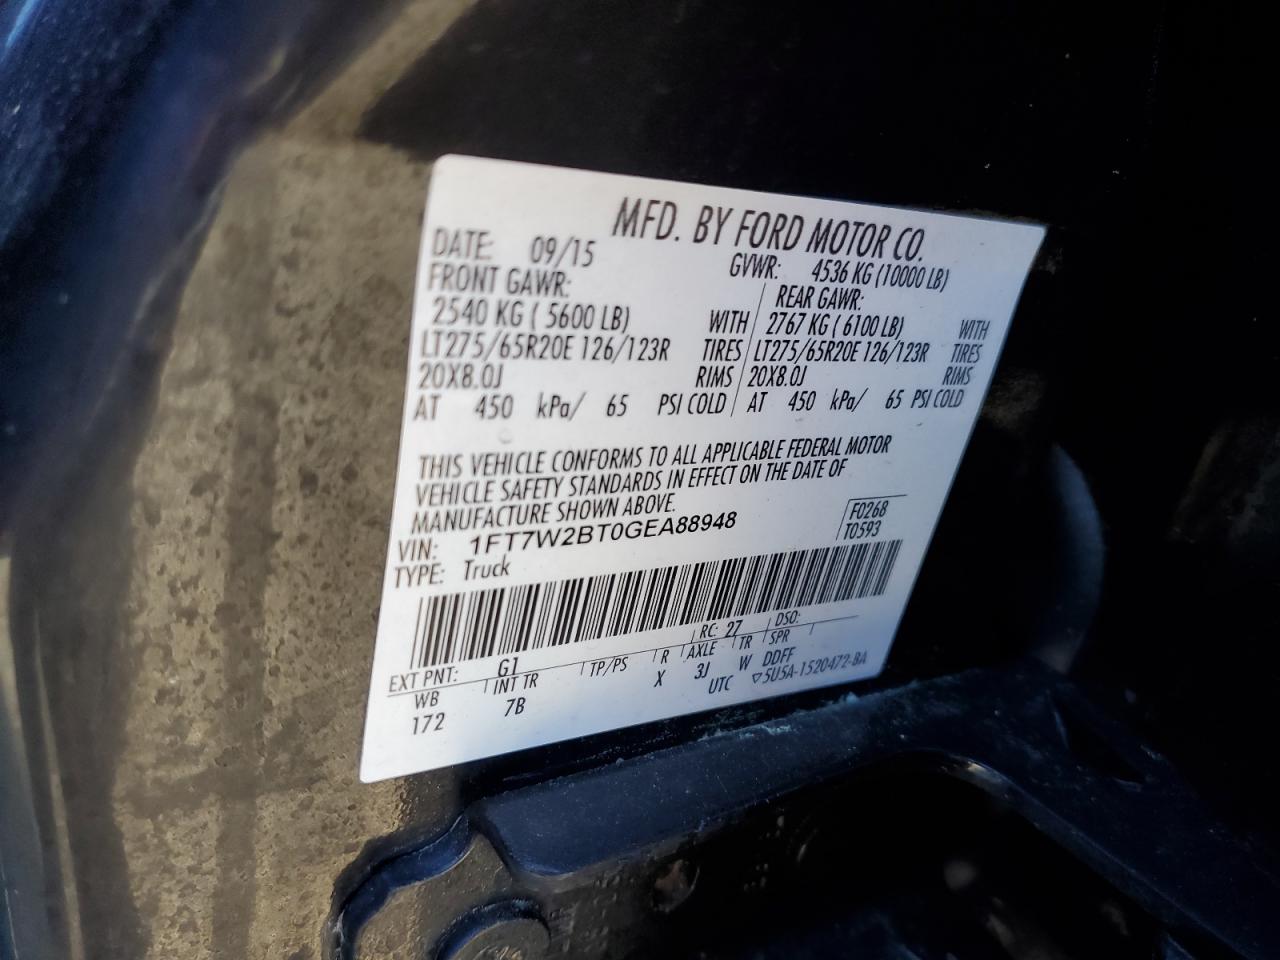 MFD. BY FORD MOTOR CO.
DATE: 09/15 GVWR: 4536 KG (10000 LB)
FRONT GAWR: REAR GAWR:
2540 KG ( 5600 LB) WITH 2767 KG ( 6100 LB) WITH
LT275/65R20E 126/123R TIRES LT275/65R20E 126/123R TIRES
20X8.0J RIMS 20X8.0J RIMS
AT 450 kPa/ 65 PSI COLD AT 450 kPa/ 65 PSI COLD
THIS VEHICLE CONFORMS TO ALL APPLICABLE FEDERAL MOTOR
VEHICLE SAFETY STANDARDS IN EFFECT ON THE DATE OF
MANUFACTURE SHOWN ABOVE.
F0268
VIN: 1FT7W2BT0GEA88948 T0593
TYPE: Truck
RC: 27 DSO:
EXT PNT: G1
WB INT TR TP/PS R AXLE TR SPR
172 7B X 3J W DDFF
UTC ▽5U5A-1520472-BA